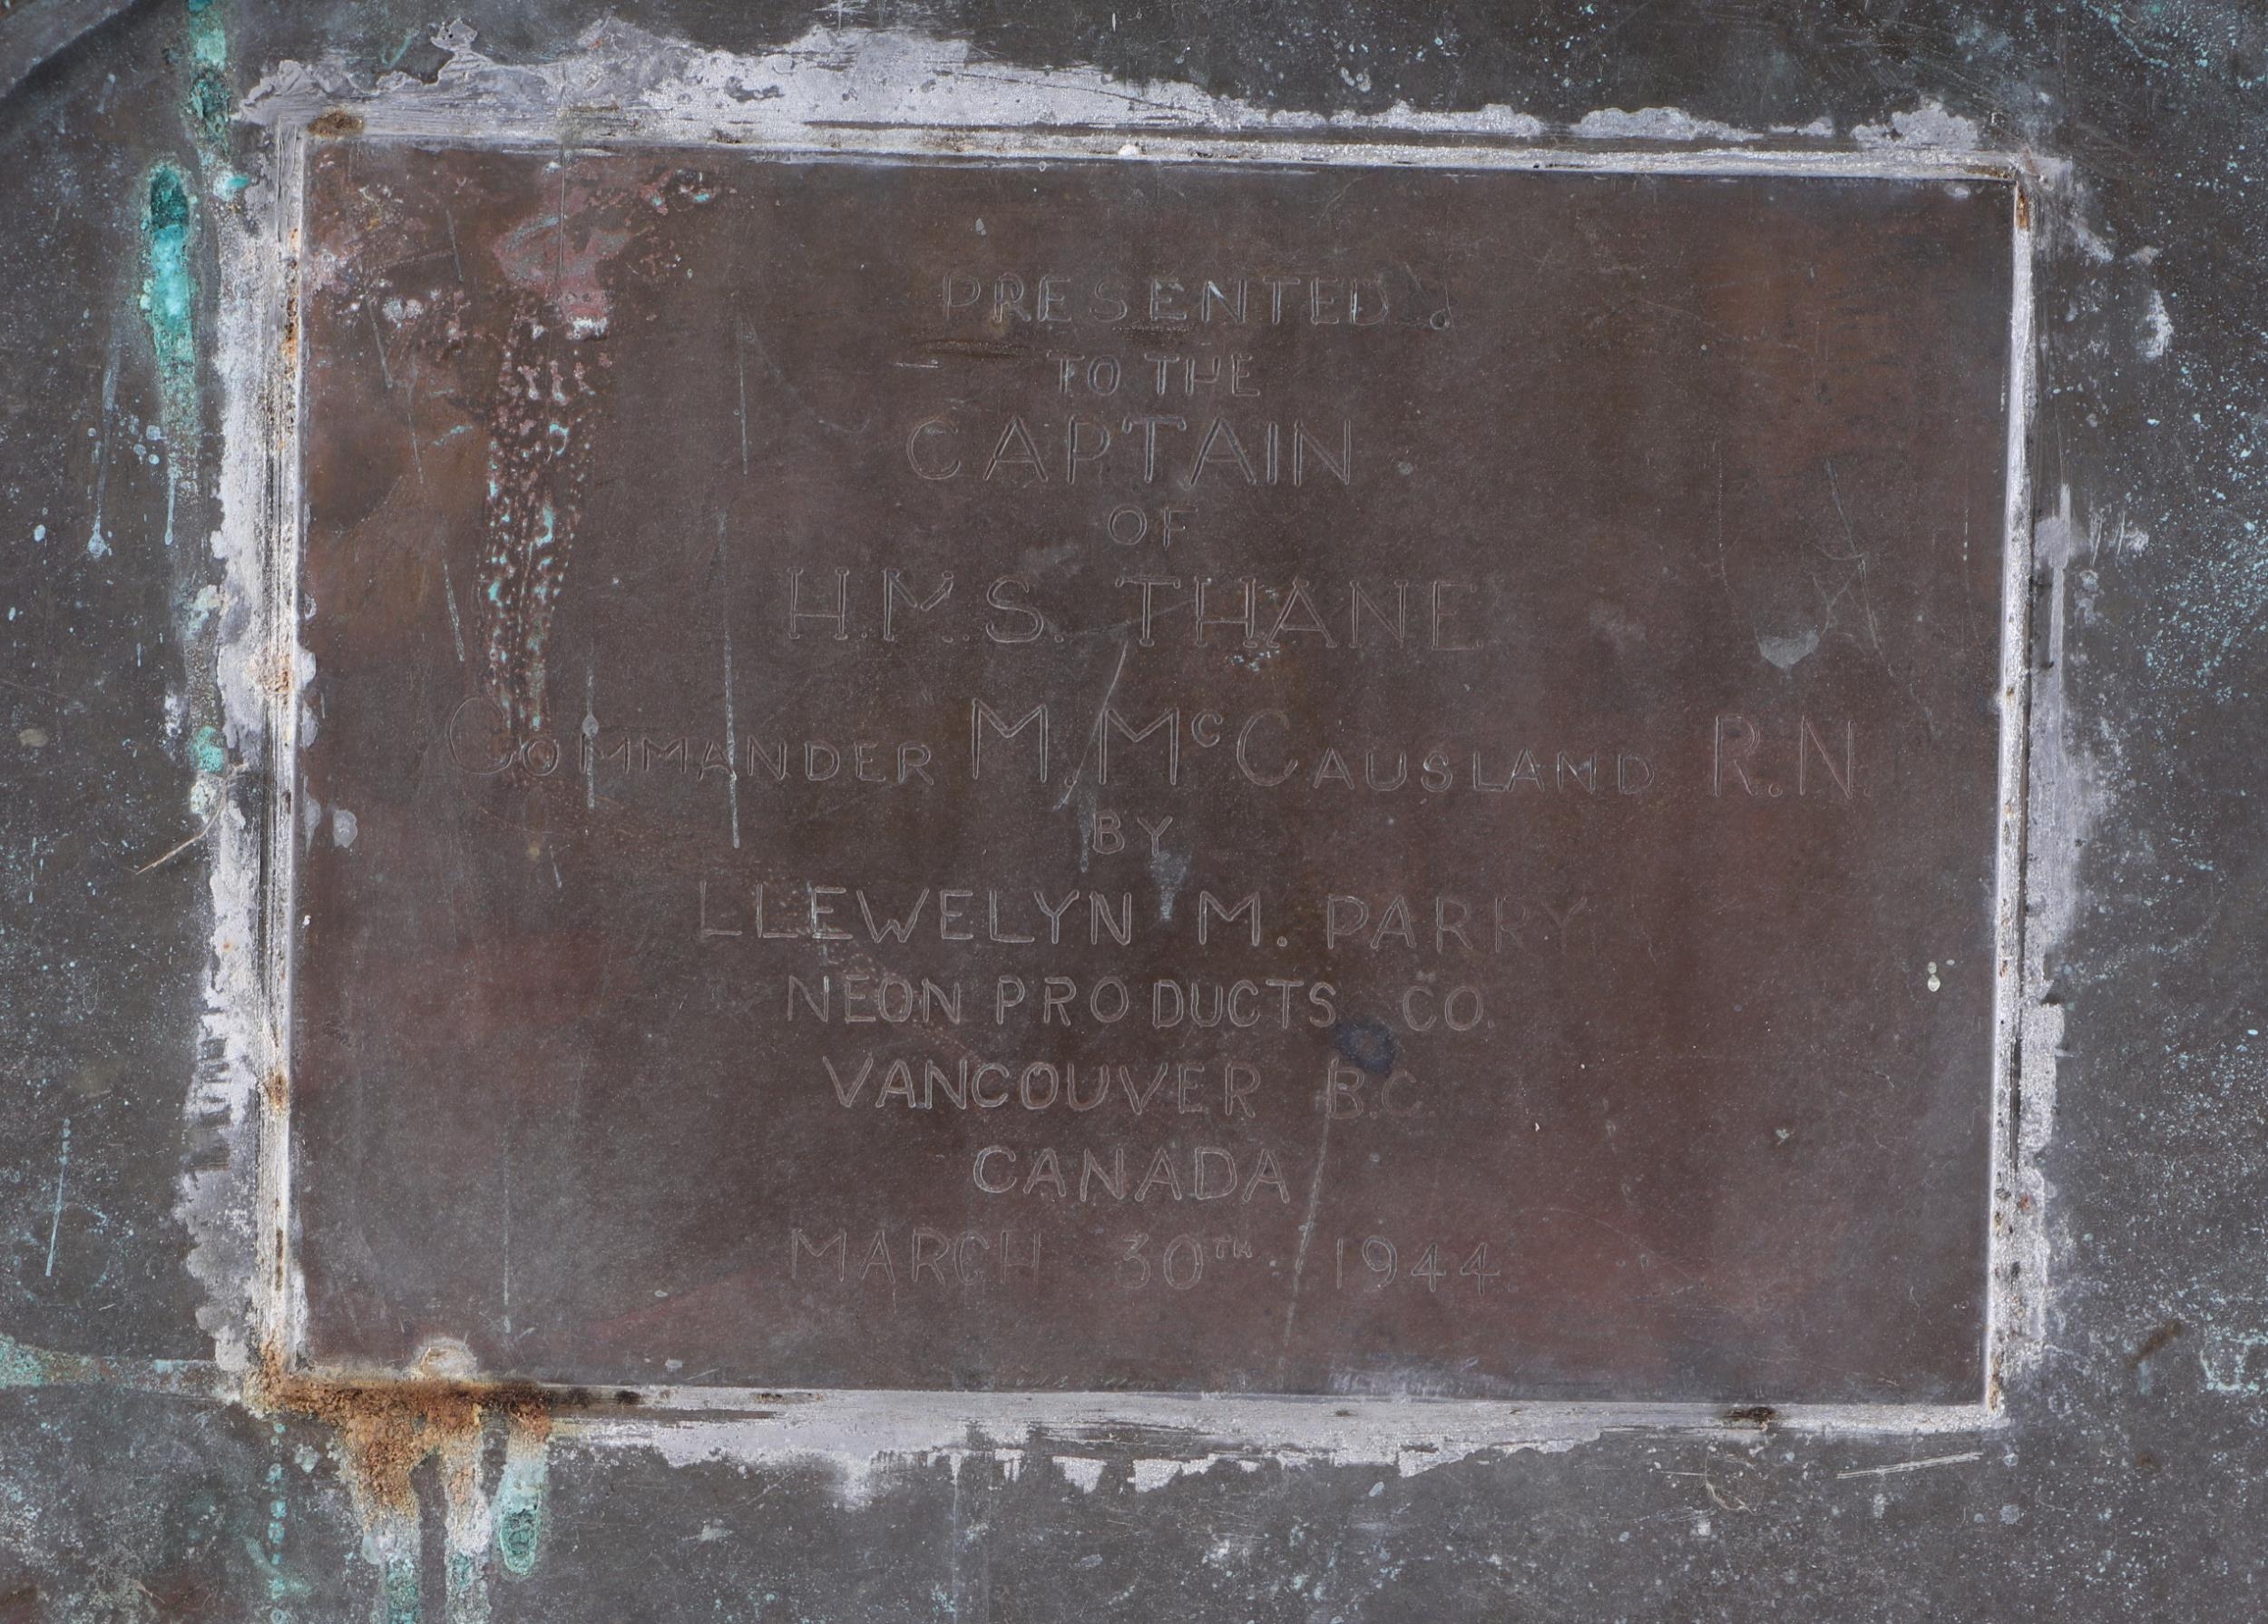 PRESENTED
TO THE
CAPTAIN
OF
H.M.S. THANE
COMMANDER M. McCAUSLAND R.N.
BY
LLEWELYN M. PARRY
NEON PRODUCTS CO.
VANCOUVER B.C.
CANADA
MARCH 30TH 1944